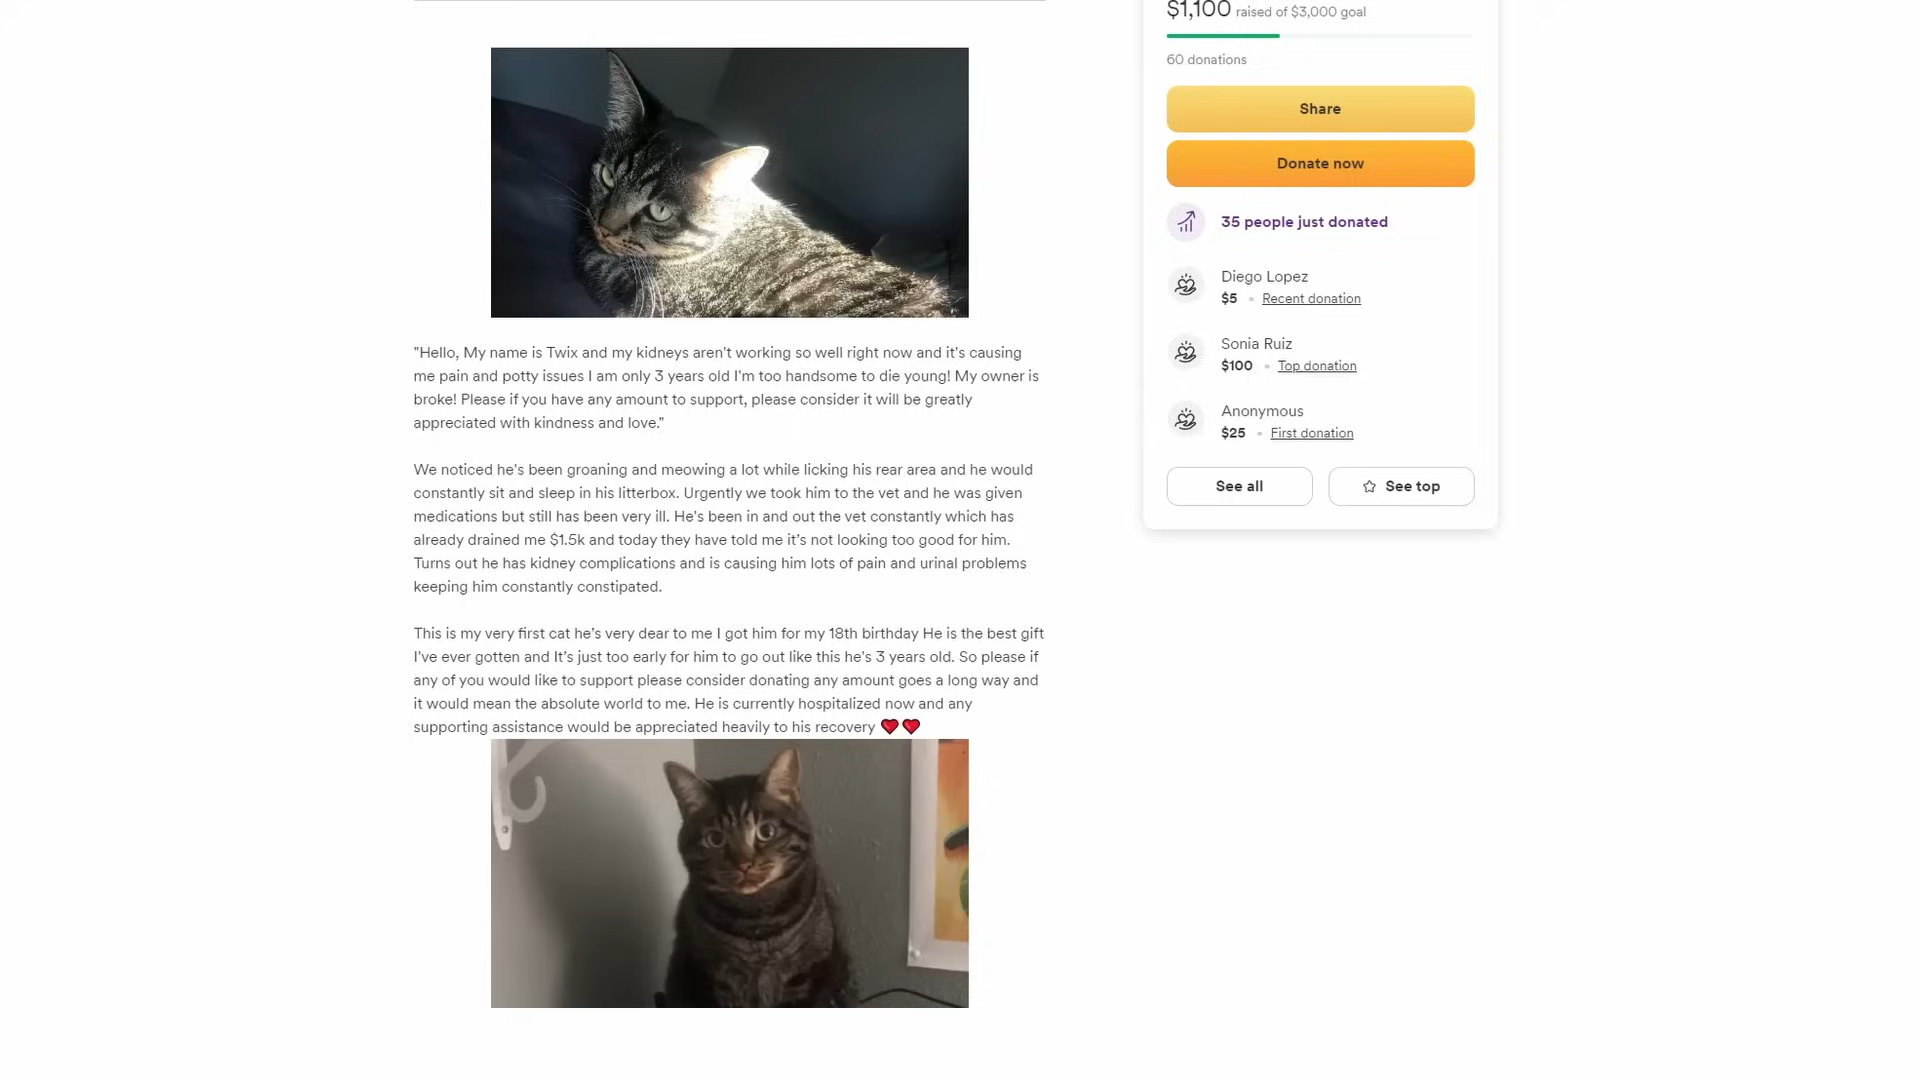 "Hello, My name is Twix and my kidneys aren't working so well right now and it's causing
me pain and potty issues I am only 3 years old I'm too handsome to die young! My owner is
broke! Please if you have any amount to support, please consider it will be greatly
appreciated with kindness and love."
We noticed he's been groaning and meowing a lot while licking his rear area and he would
constantly sit and sleep in his litterbox. Urgently we took him to the vet and he was given
medications but still has been very ill. He's been in and out the vet constantly which has
already drained me $1.5k and today they have told me it’s not looking too good for him.
Turns out he has kidney complications and is causing him lots of pain and urinal problems
keeping him constantly constipated.
This is my very first cat he’s very dear to me I got him for my 18th birthday He is the best gift
I've ever gotten and It’s just too early for him to go out like this he's 3 years old. So please if
any of you would like to support please consider donating any amount goes a long way and
it would mean the absolute world to me. He is currently hospitalized now and any
supporting assistance would be appreciated heavily to his recovery ❤❤
$1,100 raised of $3,000 goal
60 donations
Share
Donate now
35 people just donated
Diego Lopez
$5 • Recent donation
Sonia Ruiz
$100 • Top donation
Anonymous
$25 • First donation
See all
See top